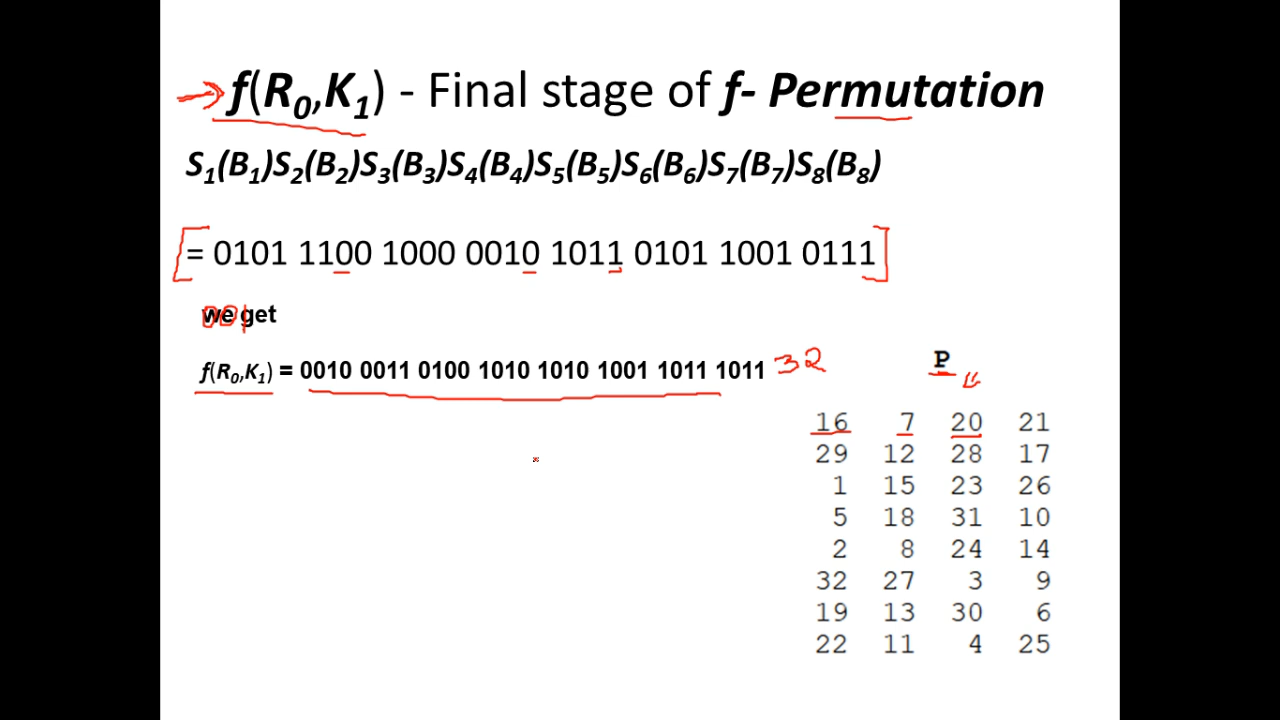 f(R0,K1) - Final stage of f- Permutation
S1(B1)S2(B2)S3(B3)S4(B4)S5(B5)S6(B6)S7(B7)S8(B8)
= 0101 1100 1000 0010 1011 0101 1001 0111
we get
001
f(R0,K1) = 0010 0011 0100 1010 1010 1001 1011 1011 32
P
16 7 20 21
29 12 28 17
1 15 23 26
5 18 31 10
2 8 24 14
32 27 3 9
19 13 30 6
22 11 4 25